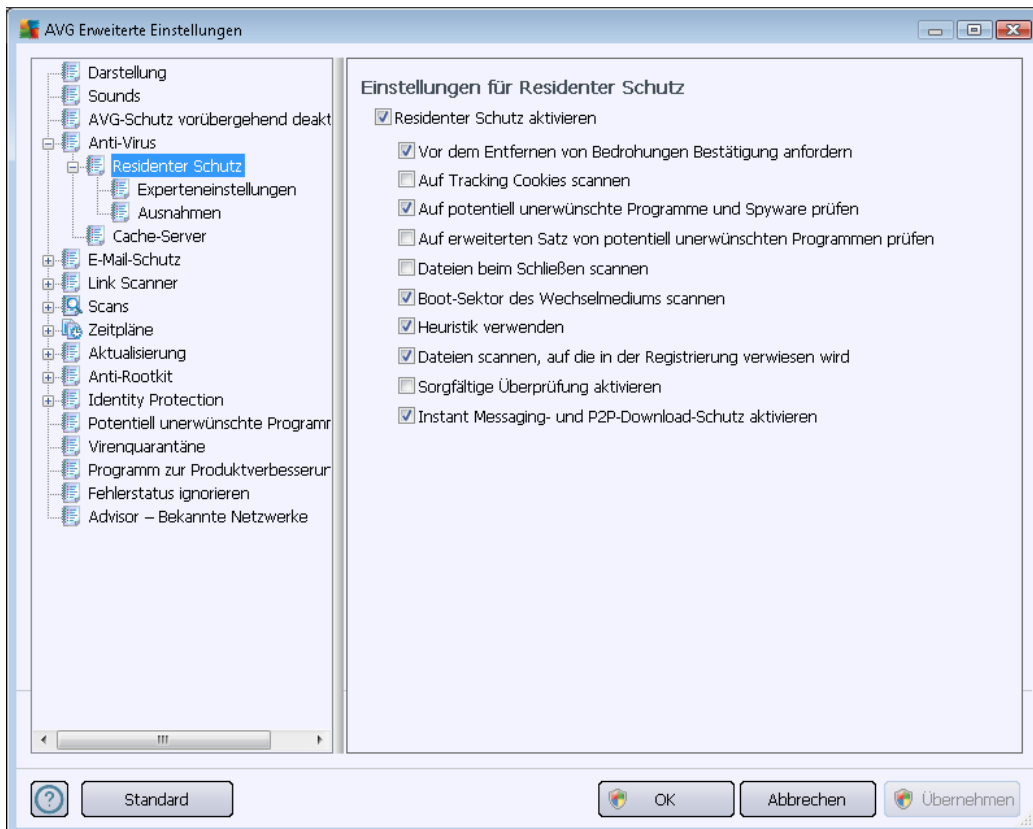 AVG Erweiterte Einstellungen
Darstellung
Sounds
AVG-Schutz vorübergehend deakt
Anti-Virus
Residenter Schutz
Experteneinstellungen
Ausnahmen
Cache-Server
E-Mail-Schutz
Link Scanner
Scans
Zeitpläne
Aktualisierung
Anti-Rootkit
Identity Protection
Potentiell unerwünschte Programr
Virenquarantäne
Programm zur Produktverbesserur
Fehlerstatus ignorieren
Advisor – Bekannte Netzwerke
Einstellungen für Residenter Schutz
Residenter Schutz aktivieren
Vor dem Entfernen von Bedrohungen Bestätigung anfordern
Auf Tracking Cookies scannen
Auf potentiell unerwünschte Programme und Spyware prüfen
Auf erweiterten Satz von potentiell unerwünschten Programmen prüfen
Dateien beim Schließen scannen
Boot-Sektor des Wechselmediums scannen
Heuristik verwenden
Dateien scannen, auf die in der Registrierung verwiesen wird
Sorgfältige Überprüfung aktivieren
Instant Messaging- und P2P-Download-Schutz aktivieren
? Standard OK Abbrechen Übernehmen